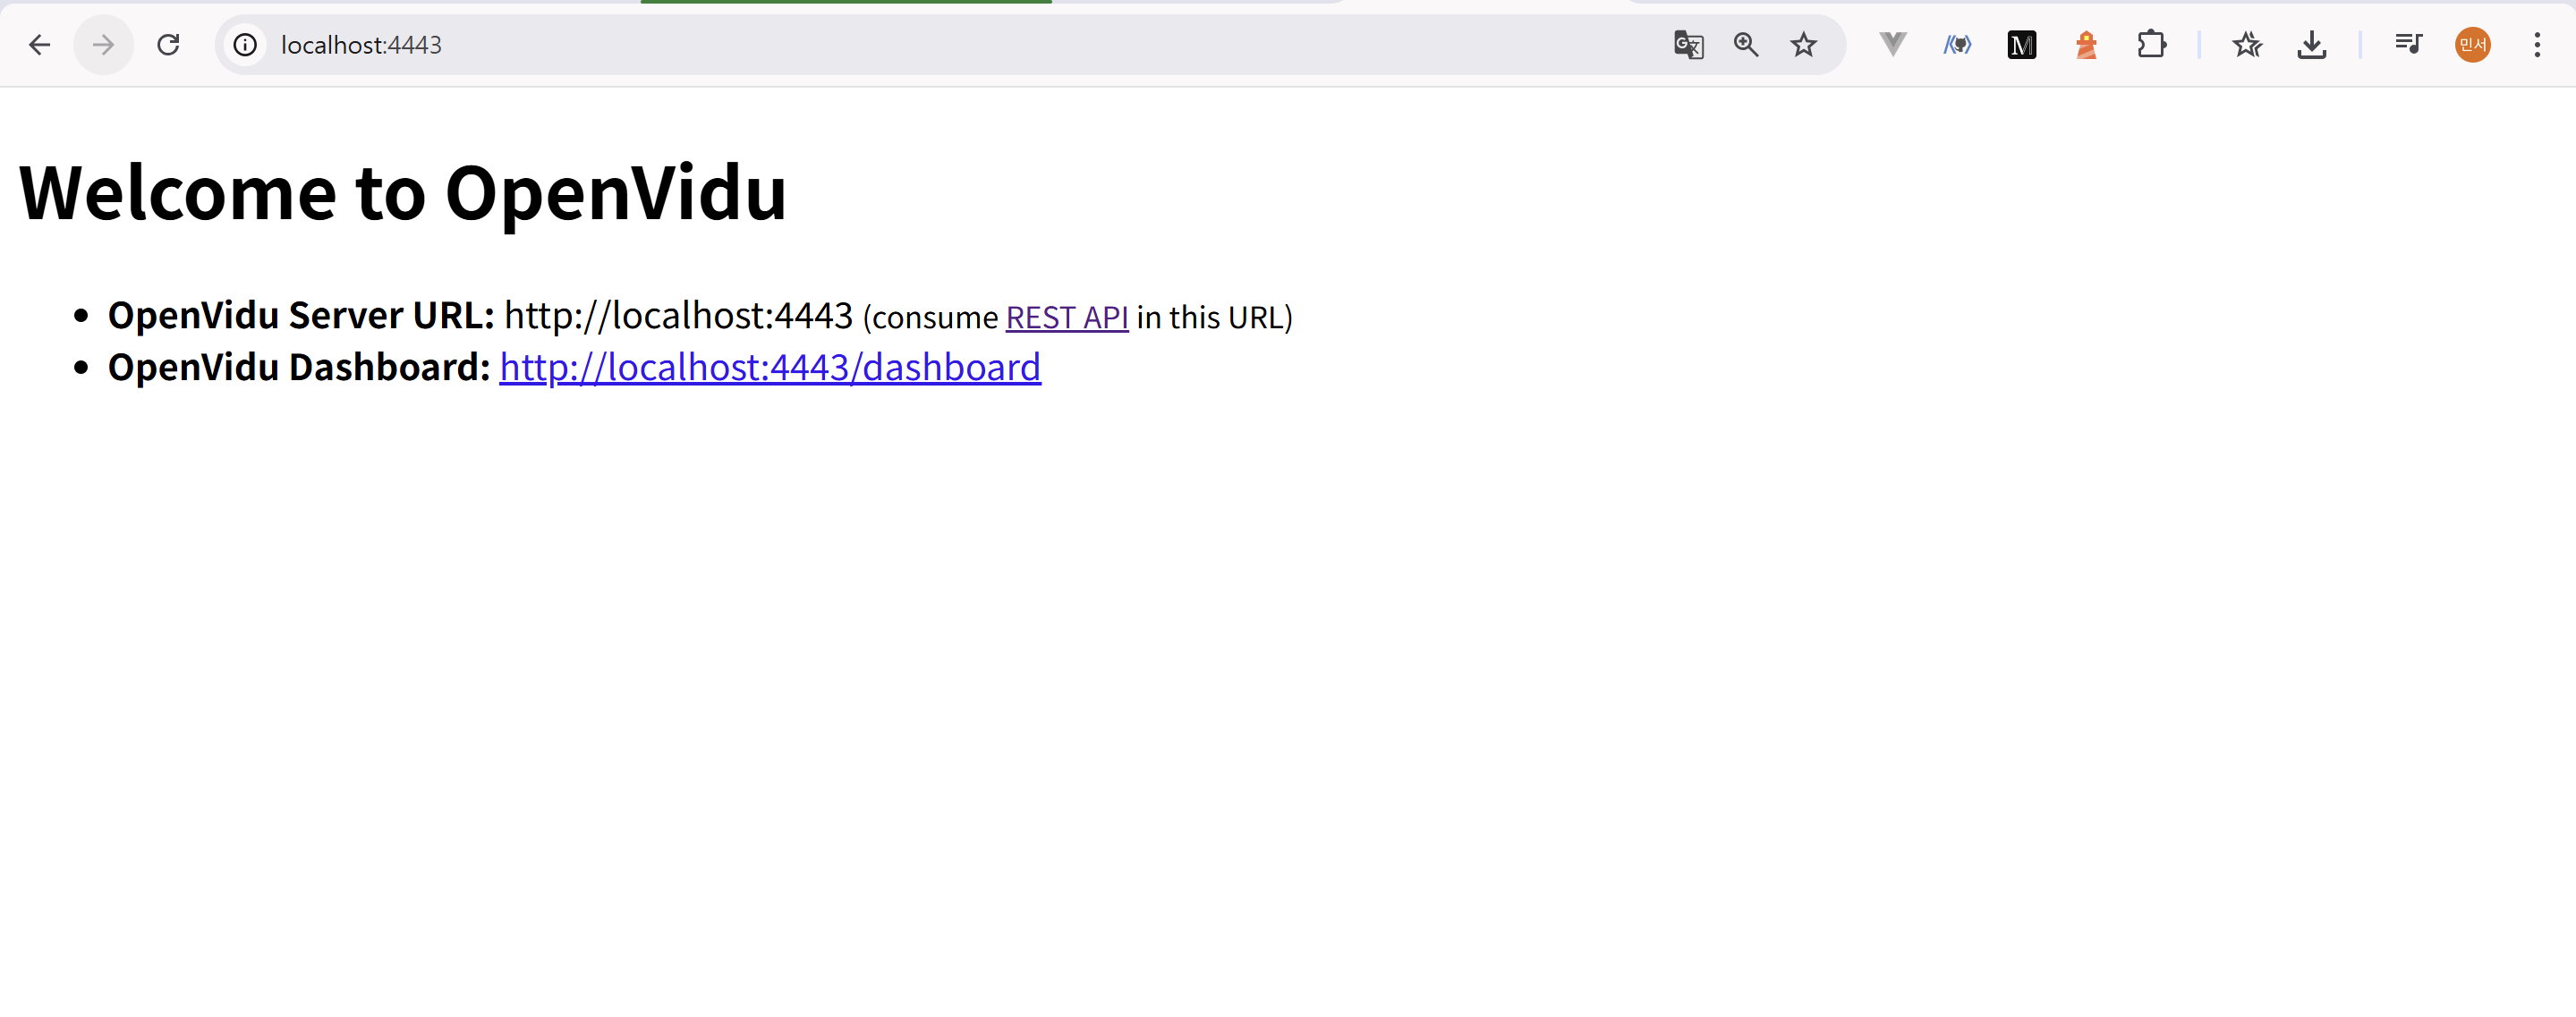 localhost:4443
민서
Welcome to OpenVidu
• OpenVidu Server URL: http://localhost:4443 (consume REST API in this URL)
• OpenVidu Dashboard: http://localhost:4443/dashboard